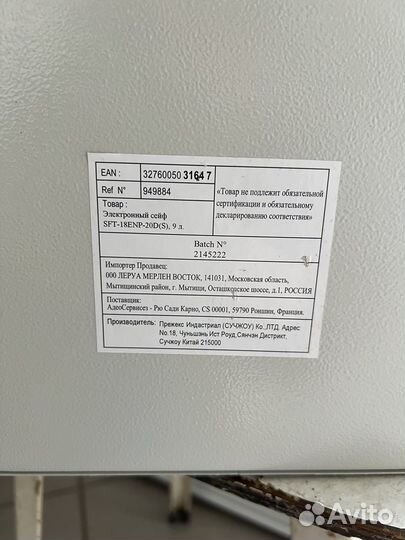 EAN : 32760050 31647
Ref N° 949884
Товар :
Электронный сейф
SFT-18ENP-20D(S), 9 л.
«Товар не подлежит обязательной
сертификации и обязательному
декларированию соответствия»
Batch N°
2145222
Импортер Продавец:
ООО ЛЕРУА МЕРЛЕН ВОСТОК, 141031, Московская область,
Мытищинский район, г. Мытищи, Осташковское шоссе, д.1, РОССИЯ
Поставщик:
АдеоСервисез - Рю Сади Карно, CS 00001, 59790 Роншин, Франция.
Производитель: Прежекс Индастриал (СУЧЖОУ) Ко.,ЛТД. Адрес
No.18, Чуньшэнь Ист Роуд,Сянчэн Дистрикт,
Сучжоу Китай 215000
Avito